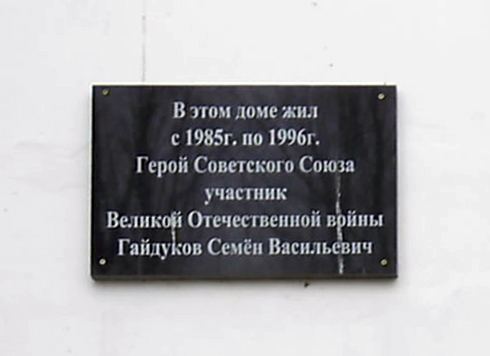 В этом доме жил
с 1985г. по 1996г.
Герой Советского Союза
участник
Великой Отечественной войны
Гайдуков Семён Васильевич